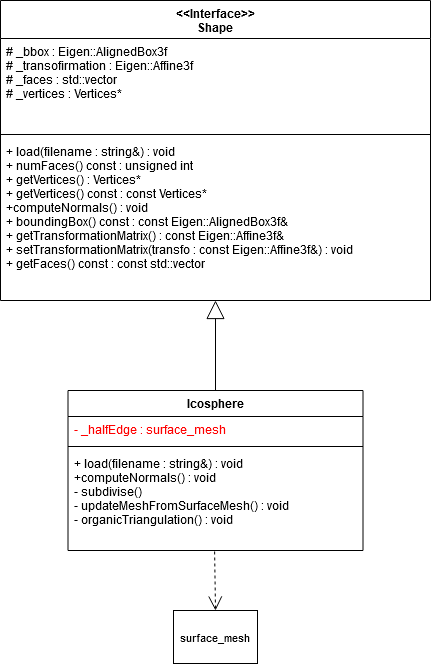 <<Interface>>
Shape
# _bbox : Eigen::AlignedBox3f
# _transofirmation : Eigen::Affine3f
# _faces : std::vector
# _vertices : Vertices*
+ load(filename : string&) : void
+ numFaces() const : unsigned int
+ getVertices() : Vertices*
+ getVertices() const : const Vertices*
+computeNormals() : void
+ boundingBox() const : const Eigen::AlignedBox3f&
+ getTransformationMatrix() : const Eigen::Affine3f&
+ setTransformationMatrix(transfo : const Eigen::Affine3f&) : void
+ getFaces() const : const std::vector
Icosphere
- _halfEdge : surface_mesh
+ load(filename : string&) : void
+computeNormals() : void
- subdivise()
- updateMeshFromSurfaceMesh() : void
- organicTriangulation() : void
surface_mesh